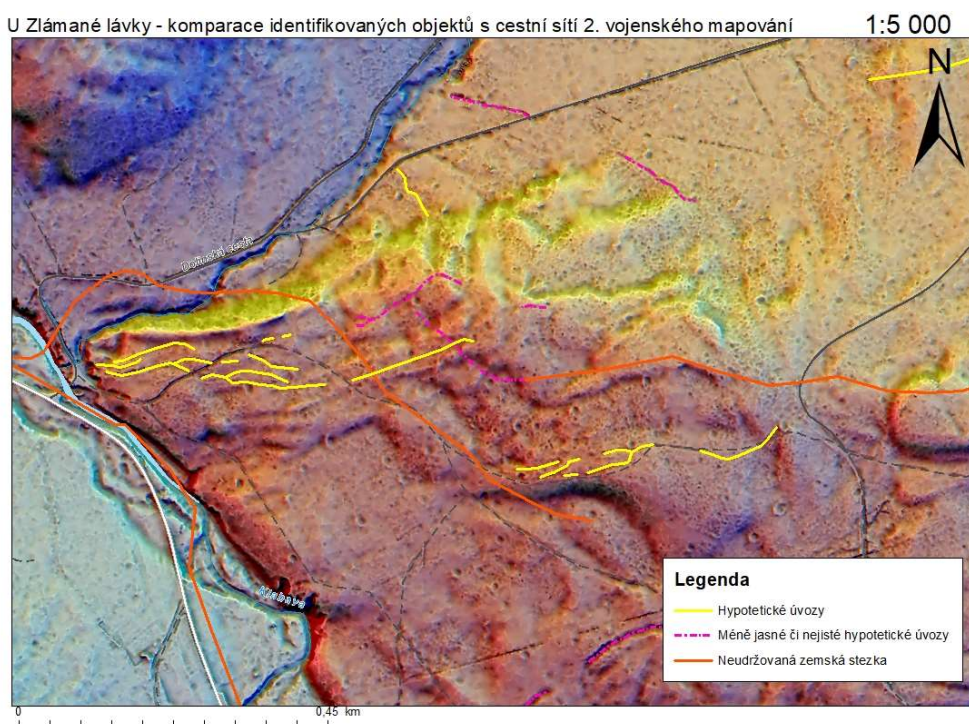 U Zlámané lávky - komparace identifikovaných objektů s cestní sítí 2. vojenského mapování
1:5 000
N
Klabava
Legenda
Hypotetické úvozy
Méně jasné či nejisté hypotetické úvozy
Neudržovaná zemská stezka
0
0,45 km